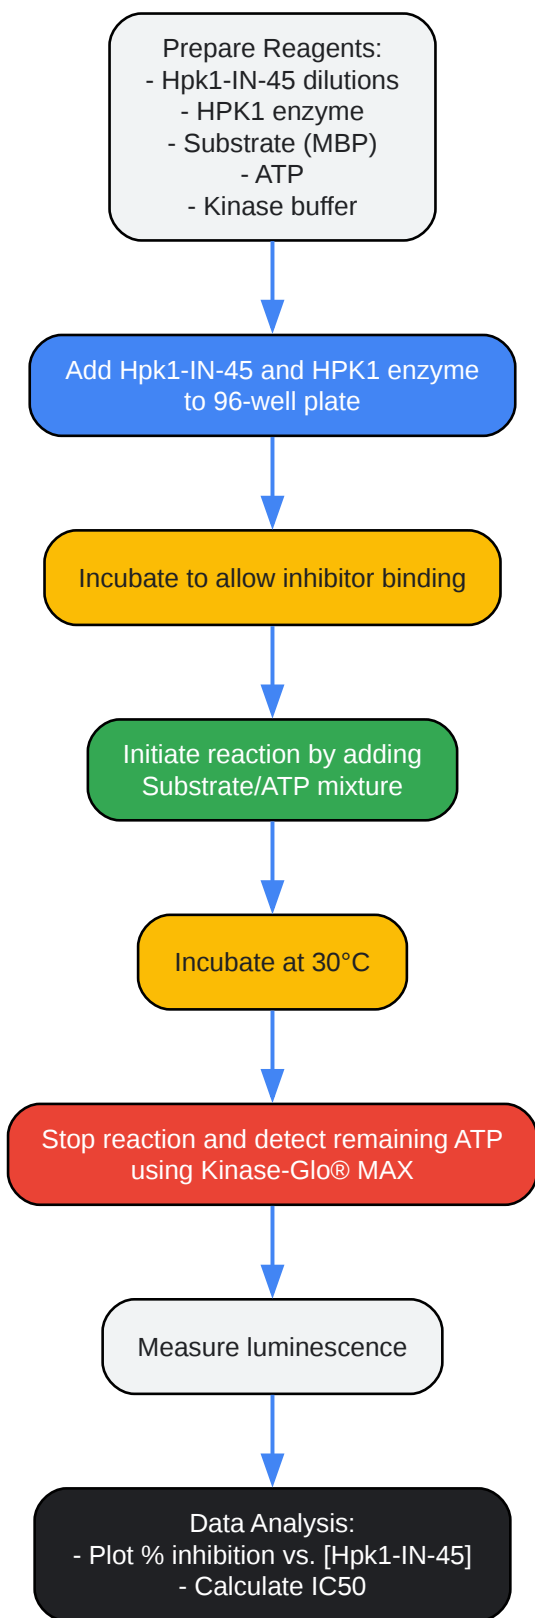 Prepare Reagents:
- Hpk1-IN-45 dilutions
- HPK1 enzyme
- Substrate (MBP)
- ATP
- Kinase buffer
Add Hpk1-IN-45 and HPK1 enzyme
to 96-well plate
Incubate to allow inhibitor binding
Initiate reaction by adding
Substrate/ATP mixture
Incubate at 30°C
Stop reaction and detect remaining ATP
using Kinase-Glo® MAX
Measure luminescence
Data Analysis:
- Plot % inhibition vs. [Hpk1-IN-45]
- Calculate IC50